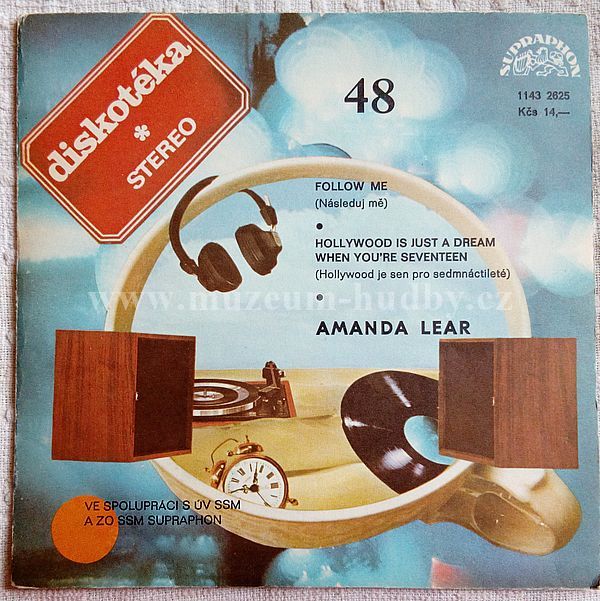 diskotéka
*
STEREO
48
SUPRAPHON
1143 2625
Kčs 14,—
FOLLOW ME
(Následuj mě)
•
HOLLYWOOD IS JUST A DREAM
WHEN YOU'RE SEVENTEEN
(Hollywood je sen pro sedmnáctileté)
•
AMANDA LEAR
www.muzeum-hudby.cz
VE SPOLUPRÁCI S ÚV SSM
A ZO SSM SUPRAPHON